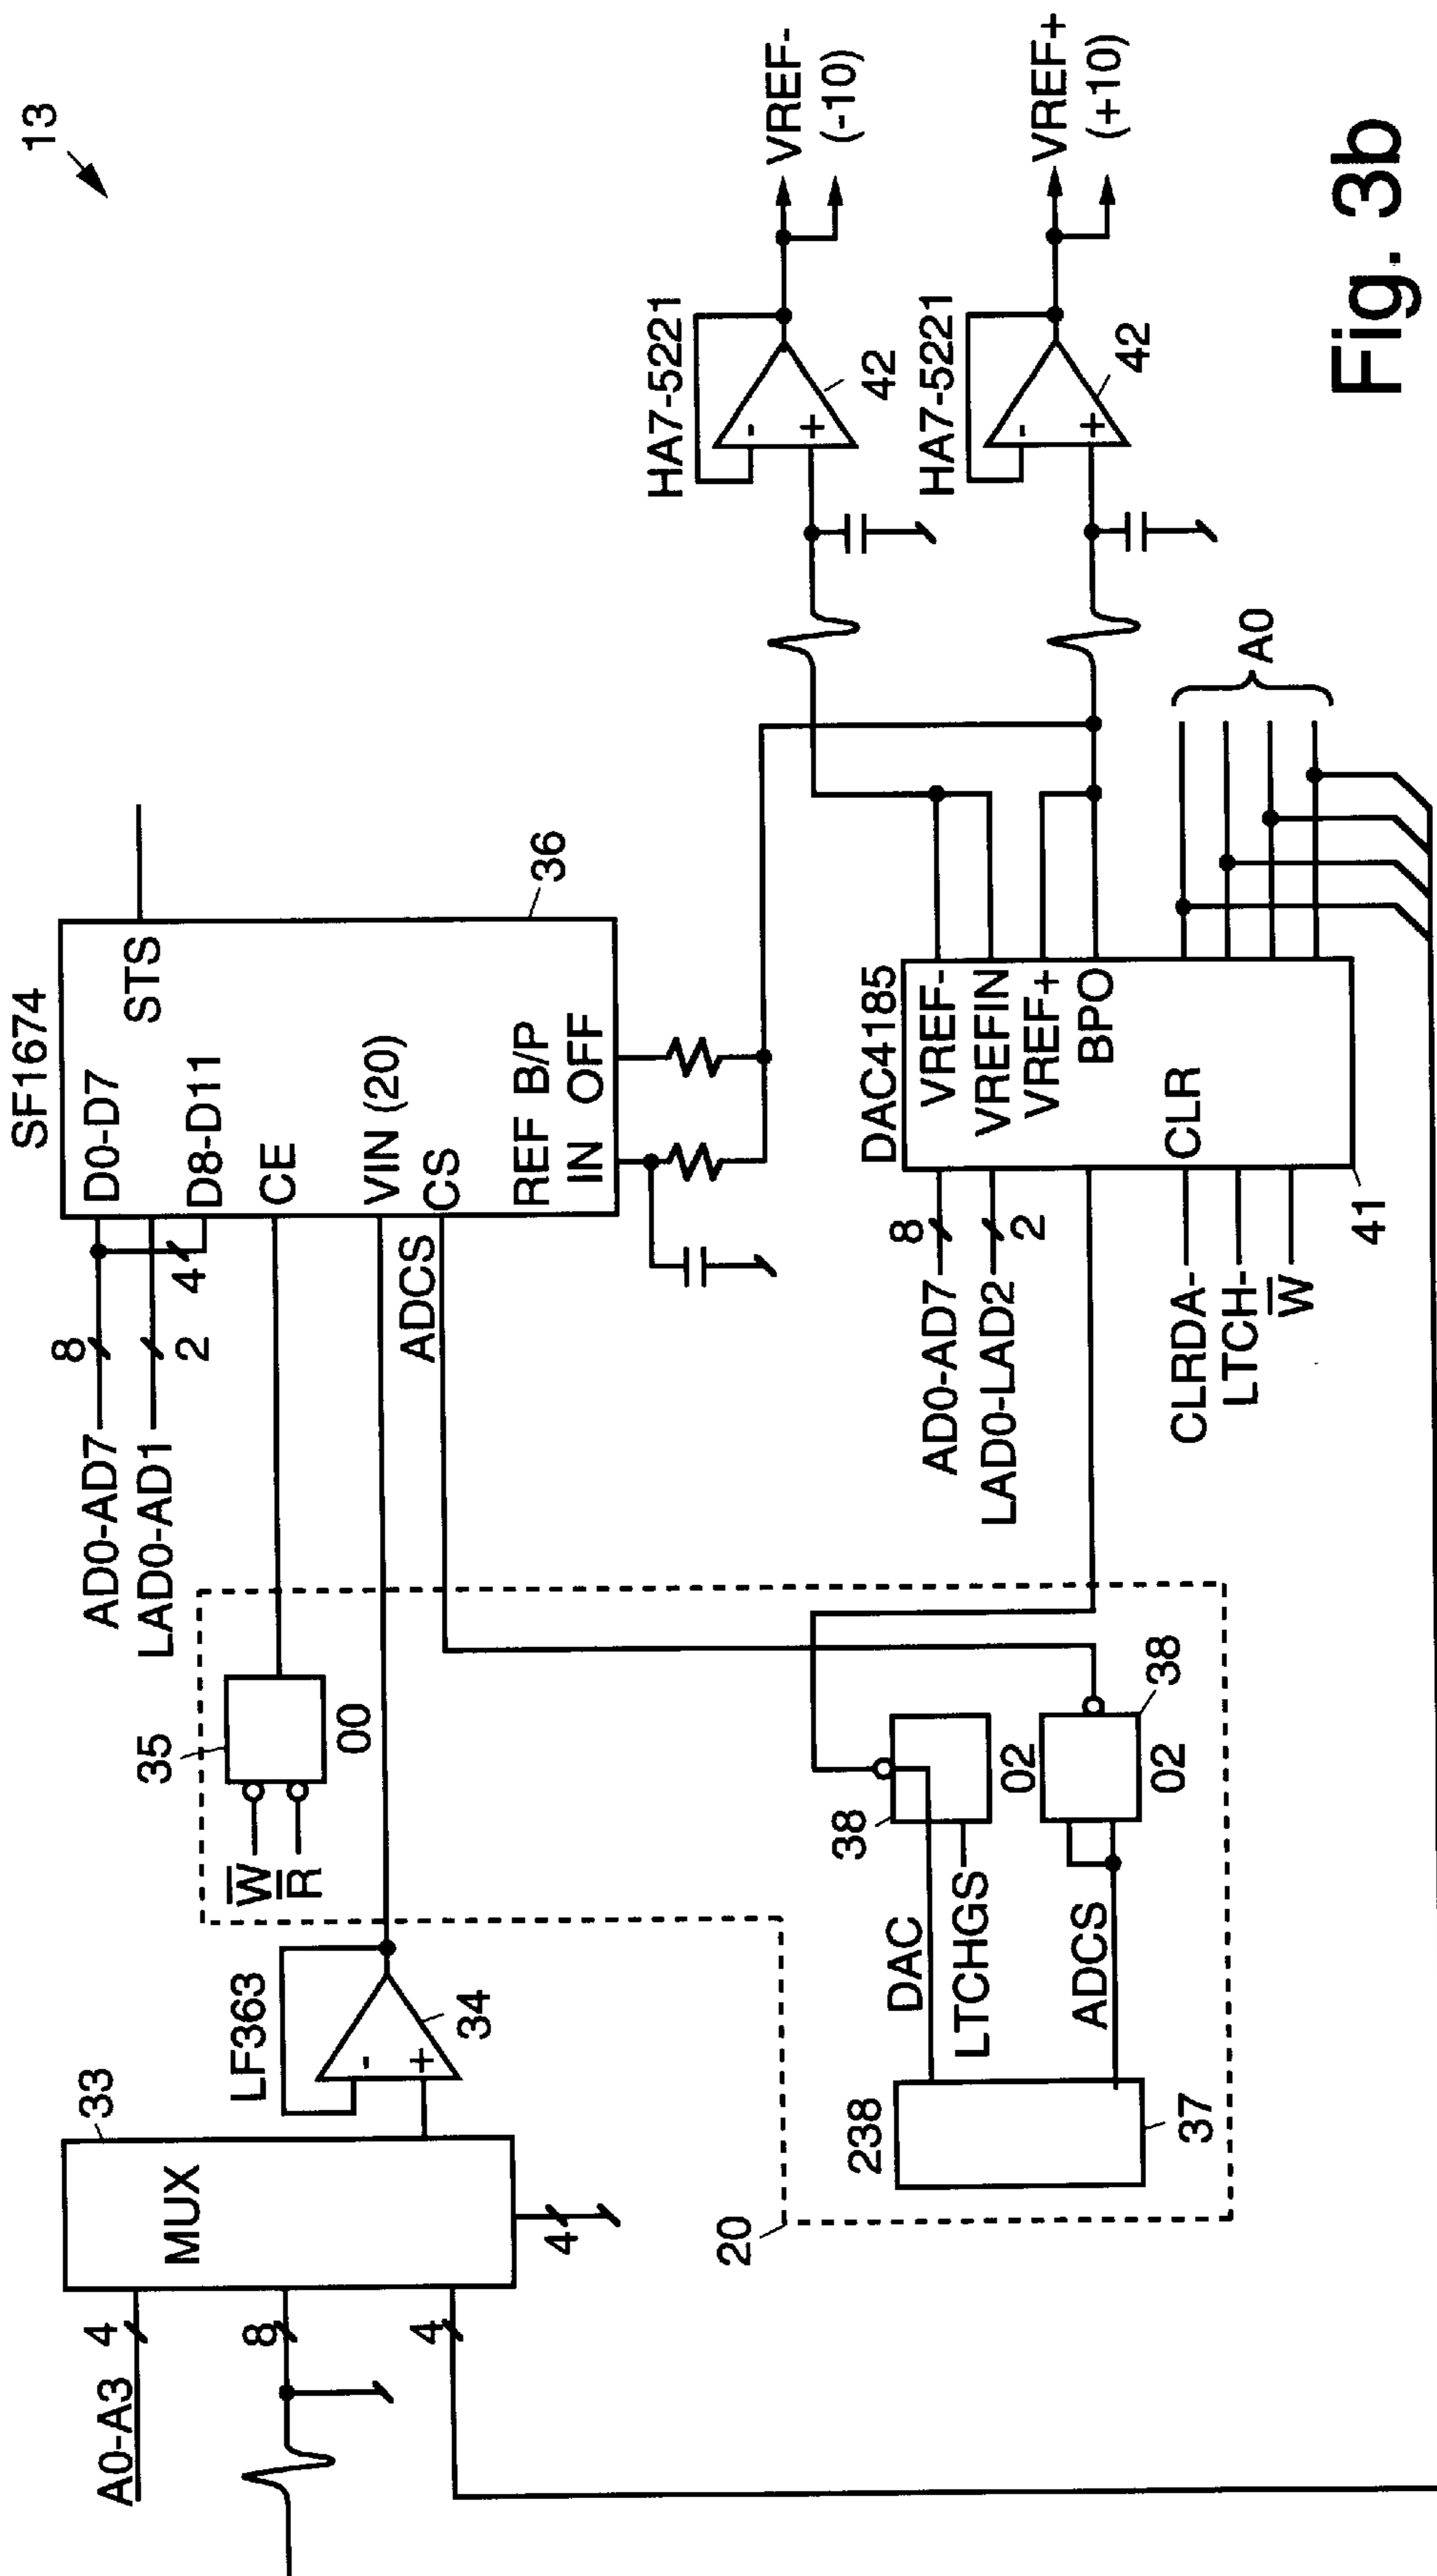 13
SF1674
D0-D7
STS
D8-D11
CE
VIN (20)
CS
REF B/P
IN OFF
36
8
4
2
AD0-AD7
LAD0-AD1
ADCS
35
00
W
R
LF363
-
+
34
33
MUX
A0-A3
4
8
4
4
20
238
37
DAC
LTCHGS
ADCS
38
02
38
02
DAC4185
VREF-
VREFIN
VREF+
BPO
CLR
41
AD0-AD7
8
LAD0-LAD2
2
CLRDA-
LTCH-
W
A0
HA7-5221
-
+
42
VREF-
(-10)
HA7-5221
-
+
42
VREF+
(+10)
Fig. 3b